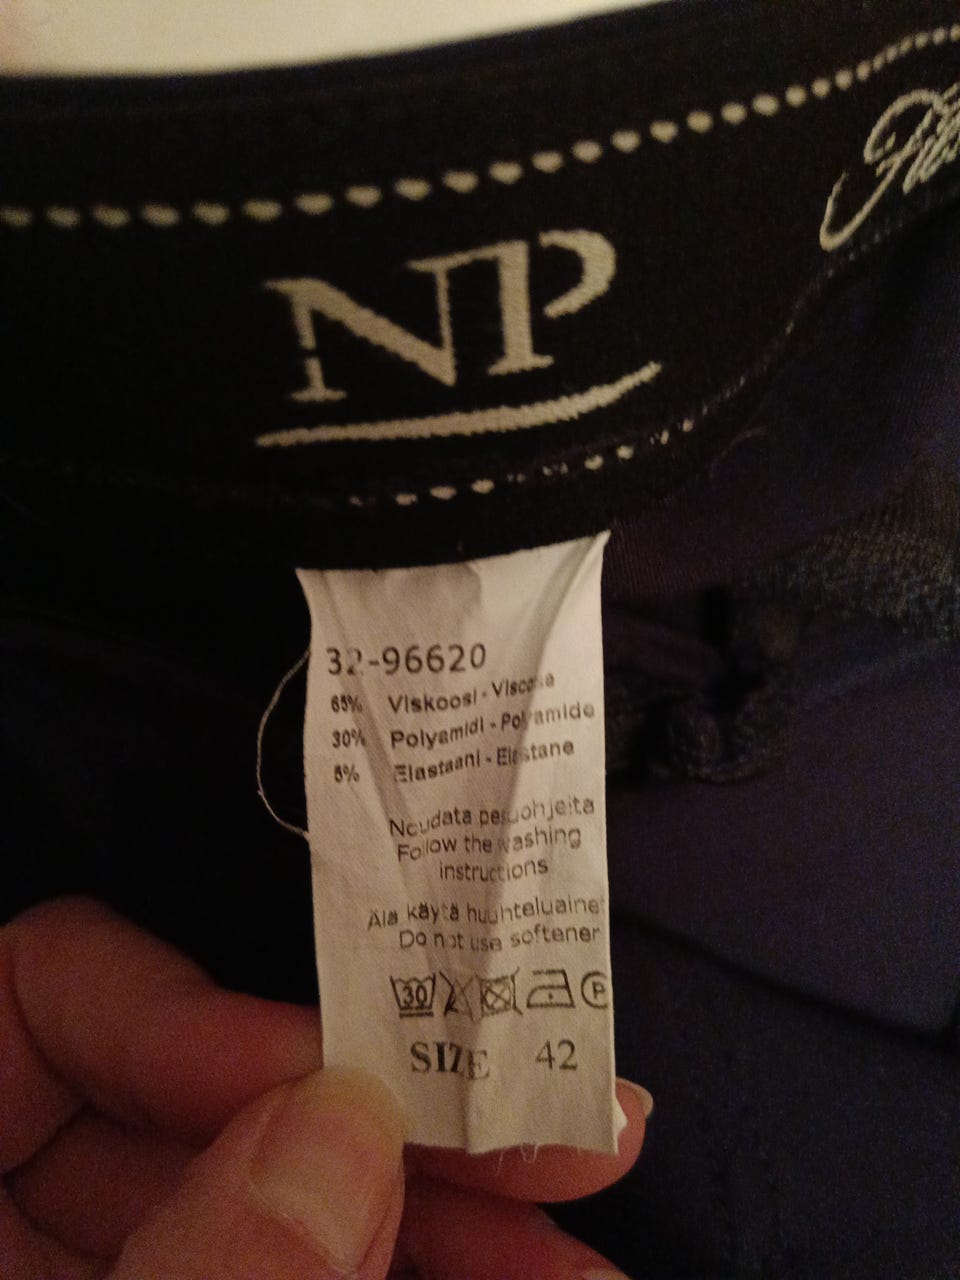 NP
32-96620
65% Viskoosi - Viscose
30% Polyamidi - Polyamide
5% Elastaani - Elastane
Noudata pesuohjeita
Follow the washing
instructions
Älä käytä huuhteluainet
Do not use softener
30 P
SIZE 42